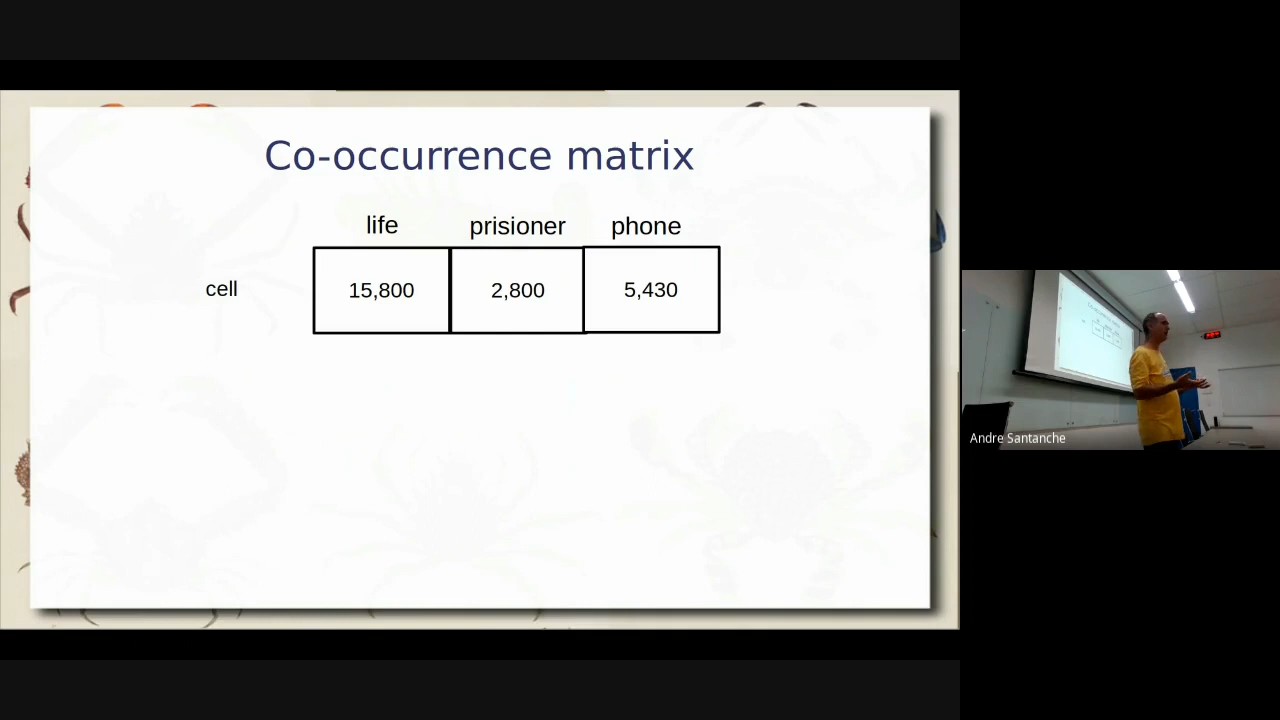 Co-occurrence matrix
life prisioner phone
cell 15,800 2,800 5,430
Andre Santanche